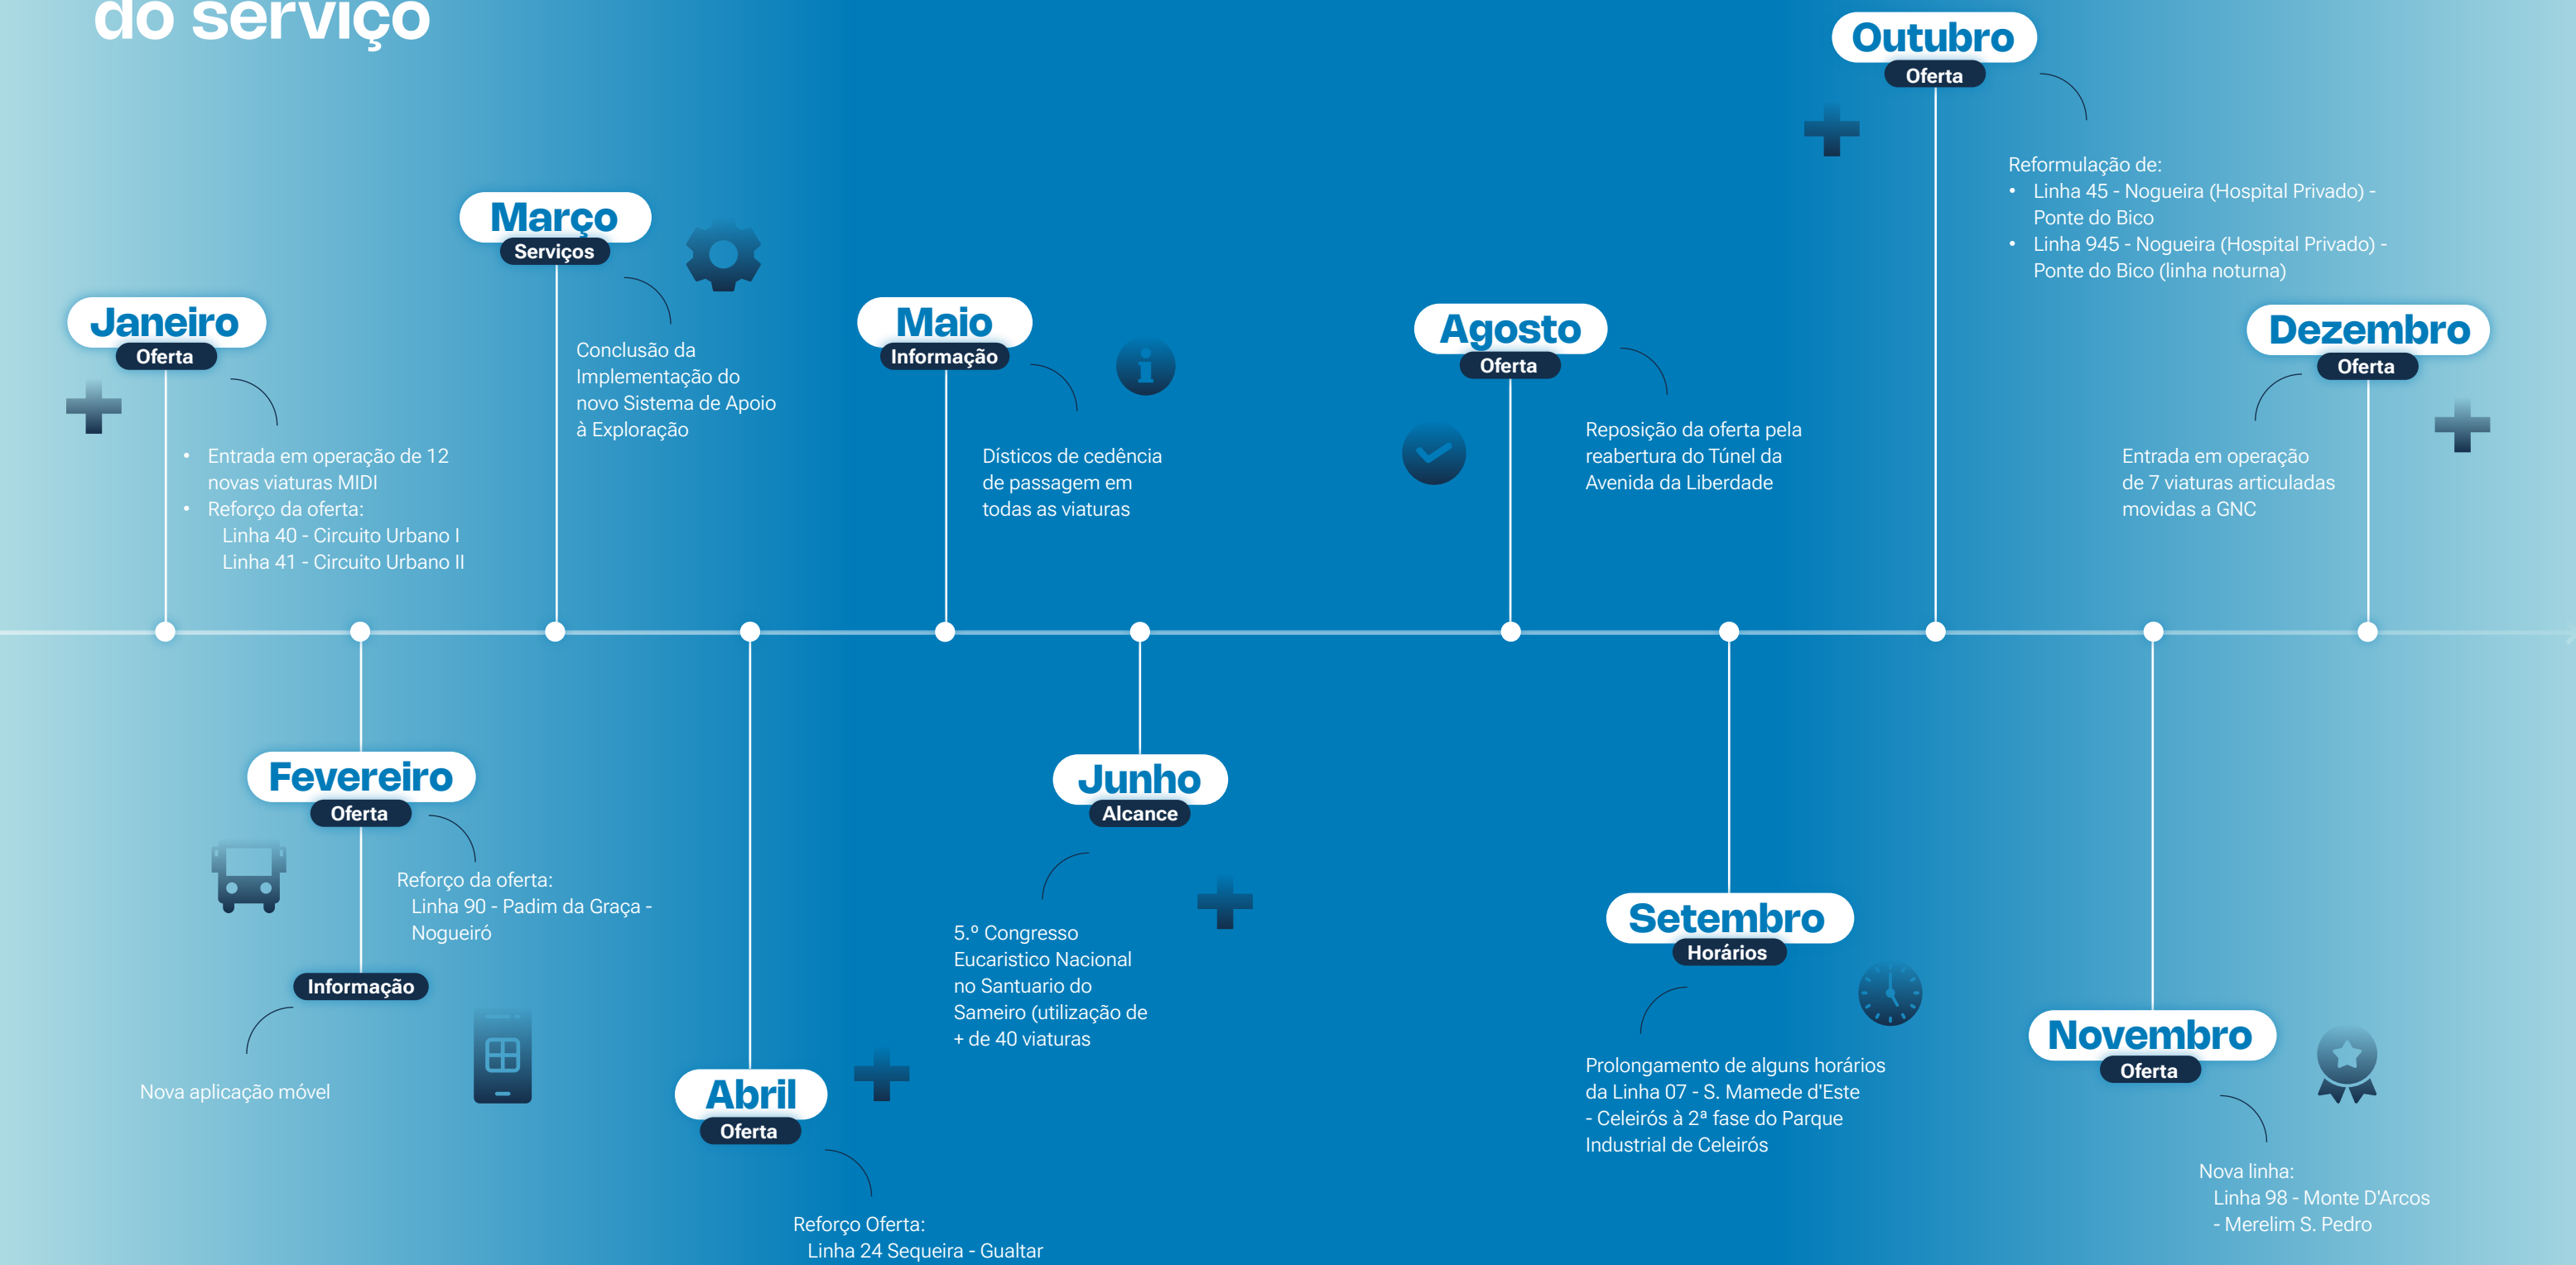 do serviço
Janeiro
Oferta
• Entrada em operação de 12
novas viaturas MIDI
• Reforço da oferta:
Linha 40 - Circuito Urbano I
Linha 41 - Circuito Urbano II
Fevereiro
Oferta
Reforço da oferta:
Linha 90 - Padim da Graça -
Nogueiró
Informação
Nova aplicação móvel
Março
Serviços
Conclusão da
Implementação do
novo Sistema de Apoio
à Exploração
Abril
Oferta
Reforço Oferta:
Linha 24 Sequeira - Gualtar
Maio
Informação
Dísticos de cedência
de passagem em
todas as viaturas
Junho
Alcance
5.º Congresso
Eucaristico Nacional
no Santuario do
Sameiro (utilização de
+ de 40 viaturas
Agosto
Oferta
Reposição da oferta pela
reabertura do Túnel da
Avenida da Liberdade
Setembro
Horários
Prolongamento de alguns horários
da Linha 07 - S. Mamede d'Este
- Celeirós à 2ª fase do Parque
Industrial de Celeirós
Outubro
Oferta
Reformulação de:
• Linha 45 - Nogueira (Hospital Privado) -
Ponte do Bico
• Linha 945 - Nogueira (Hospital Privado) -
Ponte do Bico (linha noturna)
Novembro
Oferta
Nova linha:
Linha 98 - Monte D'Arcos
- Merelim S. Pedro
Dezembro
Oferta
Entrada em operação
de 7 viaturas articuladas
movidas a GNC